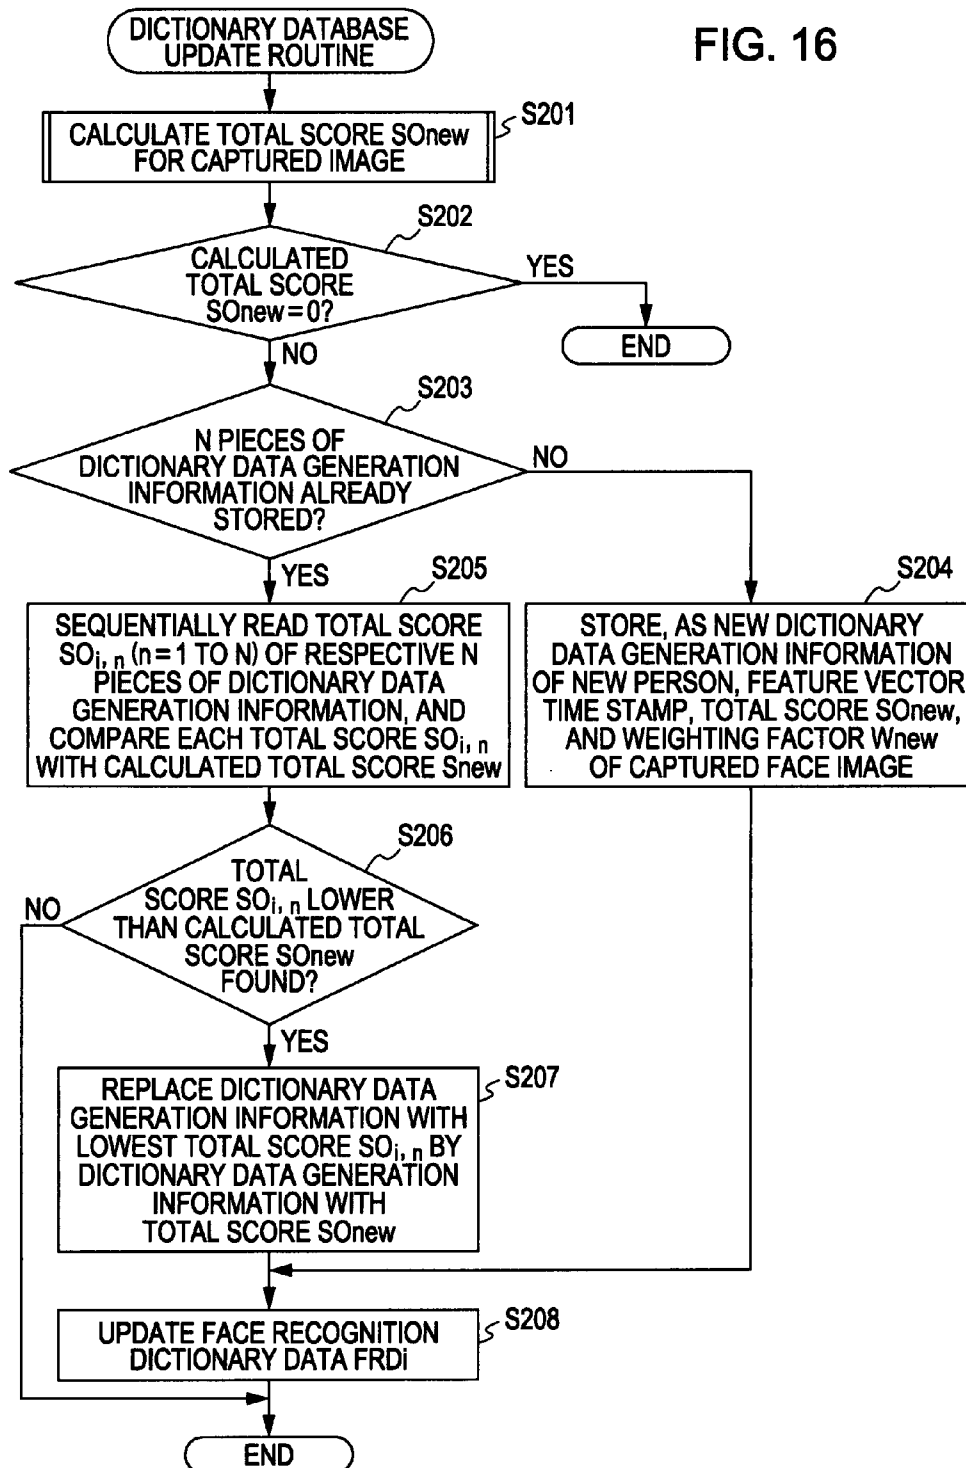 DICTIONARY DATABASE
UPDATE ROUTINE
FIG. 16
S201
CALCULATE TOTAL SCORE SOnew
FOR CAPTURED IMAGE
S202
CALCULATED
TOTAL SCORE
SOnew=0?
YES
END
NO
S203
N PIECES OF
DICTIONARY DATA GENERATION
INFORMATION ALREADY
STORED?
NO
YES
S205
SEQUENTIALLY READ TOTAL SCORE
SOi, n (n=1 TO N) OF RESPECTIVE N
PIECES OF DICTIONARY DATA
GENERATION INFORMATION, AND
COMPARE EACH TOTAL SCORE SOi, n
WITH CALCULATED TOTAL SCORE Snew
S204
STORE, AS NEW DICTIONARY
DATA GENERATION INFORMATION
OF NEW PERSON, FEATURE VECTOR
TIME STAMP, TOTAL SCORE SOnew,
AND WEIGHTING FACTOR Wnew
OF CAPTURED FACE IMAGE
S206
TOTAL
SCORE SOi, n LOWER
THAN CALCULATED TOTAL
SCORE SOnew
FOUND?
NO
YES
S207
REPLACE DICTIONARY DATA
GENERATION INFORMATION WITH
LOWEST TOTAL SCORE SOi, n BY
DICTIONARY DATA GENERATION
INFORMATION WITH
TOTAL SCORE SOnew
S208
UPDATE FACE RECOGNITION
DICTIONARY DATA FRDi
END